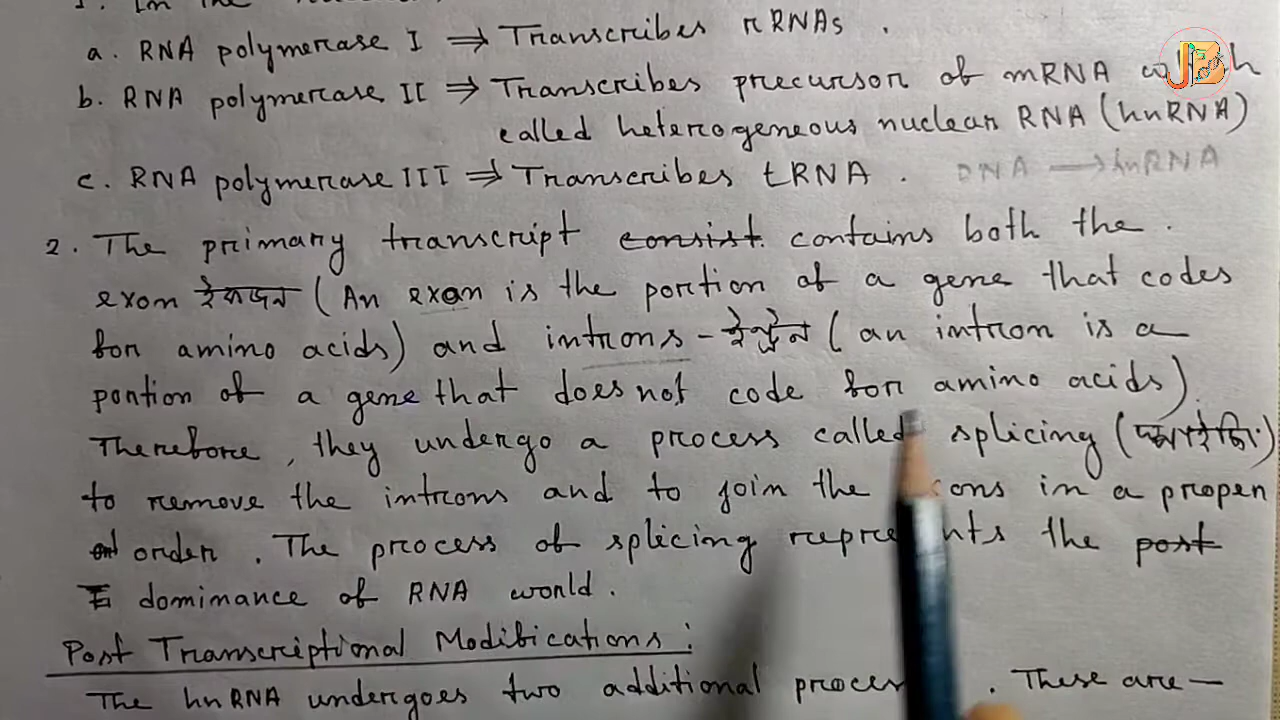 1. In the
a. RNA polymerase I ⇒ Transcribes rRNAs .
b. RNA polymerase II ⇒ Transcribes precursor of mRNA which
called heterogeneous nuclear RNA (hnRNA)
c. RNA polymerase III ⇒ Transcribes tRNA . DNA → hnRNA
2. The primary transcript consist contains both the .
exon (An exon is the portion of a gene that codes
for amino acids) and introns - (an intron is a
portion of a gene that does not code for amino acids)
Therefore, they undergo a process called splicing (
to remove the introns and to join the in a proper
order . The process of splicing the post
dominance of RNA world .
Post Transcriptional Modifications :
The hnRNA undergoes two additional . These are —